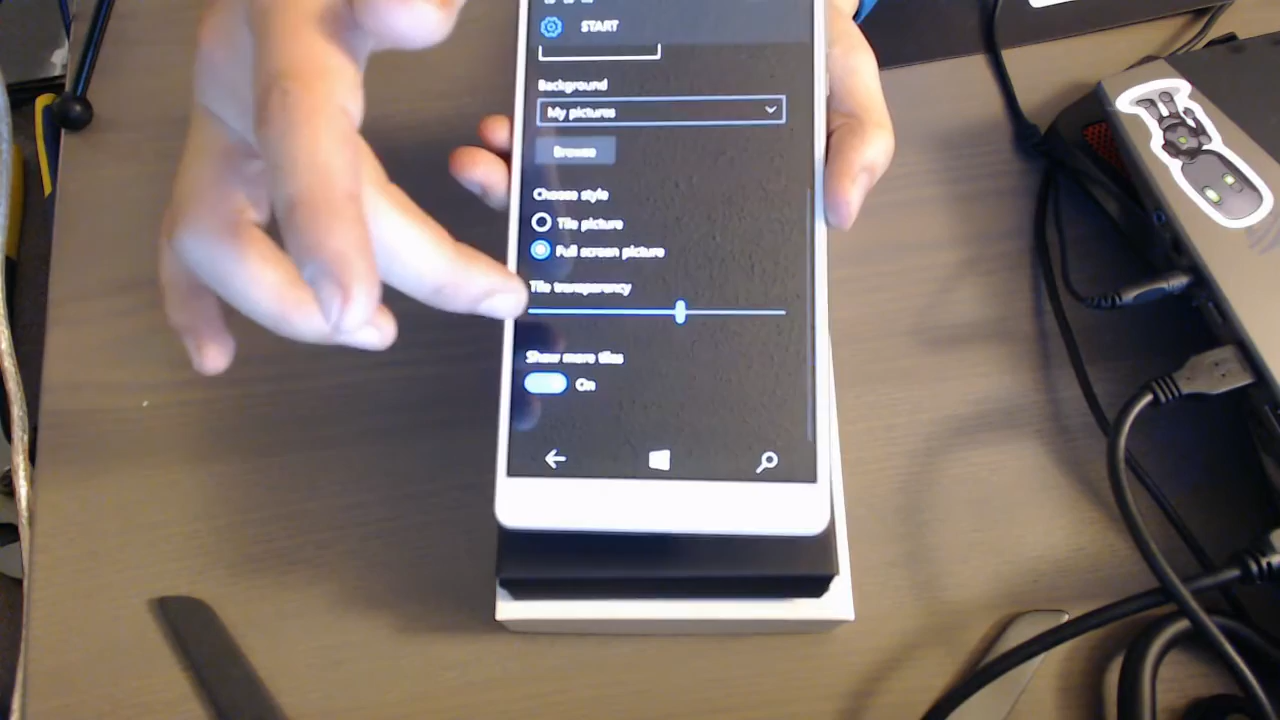 START
Background
My pictures
Browse
Choose style
Tile picture
Full screen picture
Tile transparency
Show more tiles
On